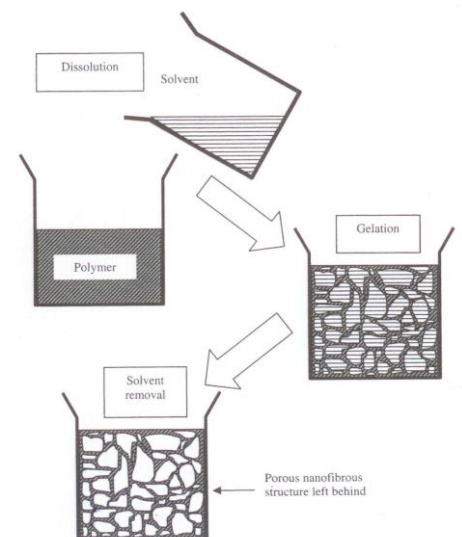 Dissolution
Solvent
Polymer
Gelation
Solvent
removal
Porous nanofibrous
structure left behind